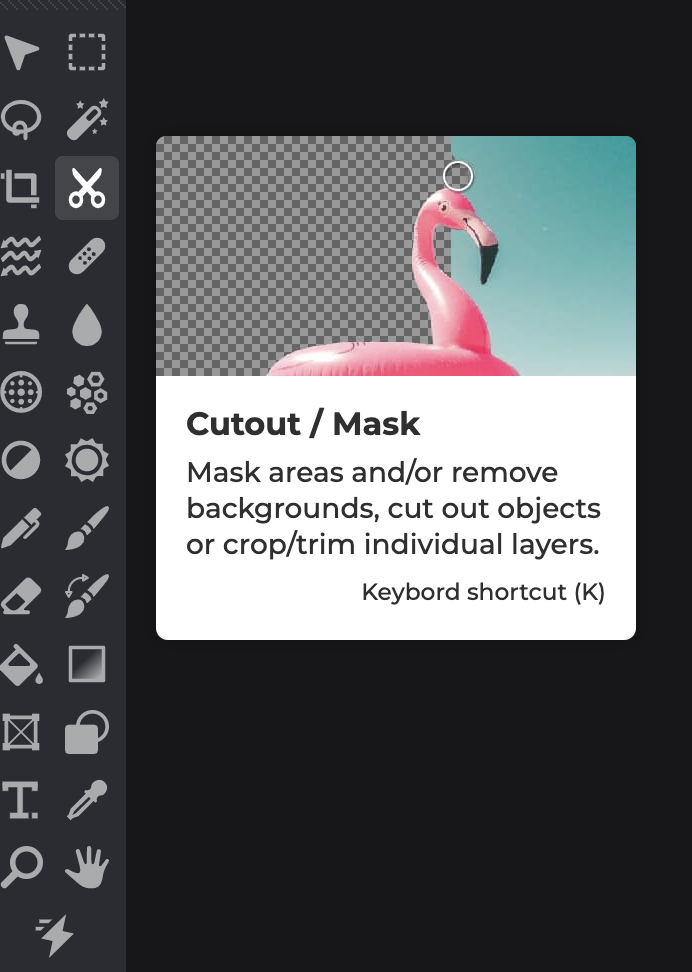 Cutout / Mask
Mask areas and/or remove
backgrounds, cut out objects
or crop/trim individual layers.
Keybord shortcut (K)